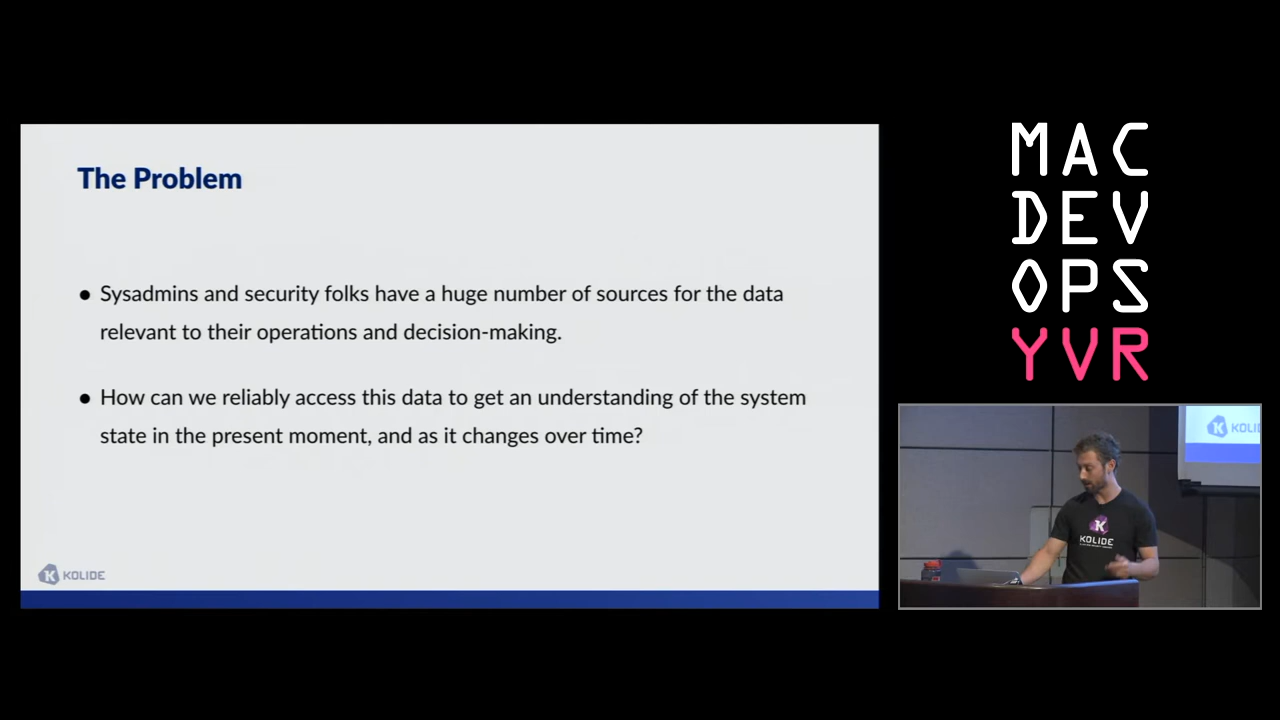 The Problem
● Sysadmins and security folks have a huge number of sources for the data
relevant to their operations and decision-making.
● How can we reliably access this data to get an understanding of the system
state in the present moment, and as it changes over time?
K KOLIDE
MAC
DEV
OPS
YVR
K KOLI
K
KOLIDE